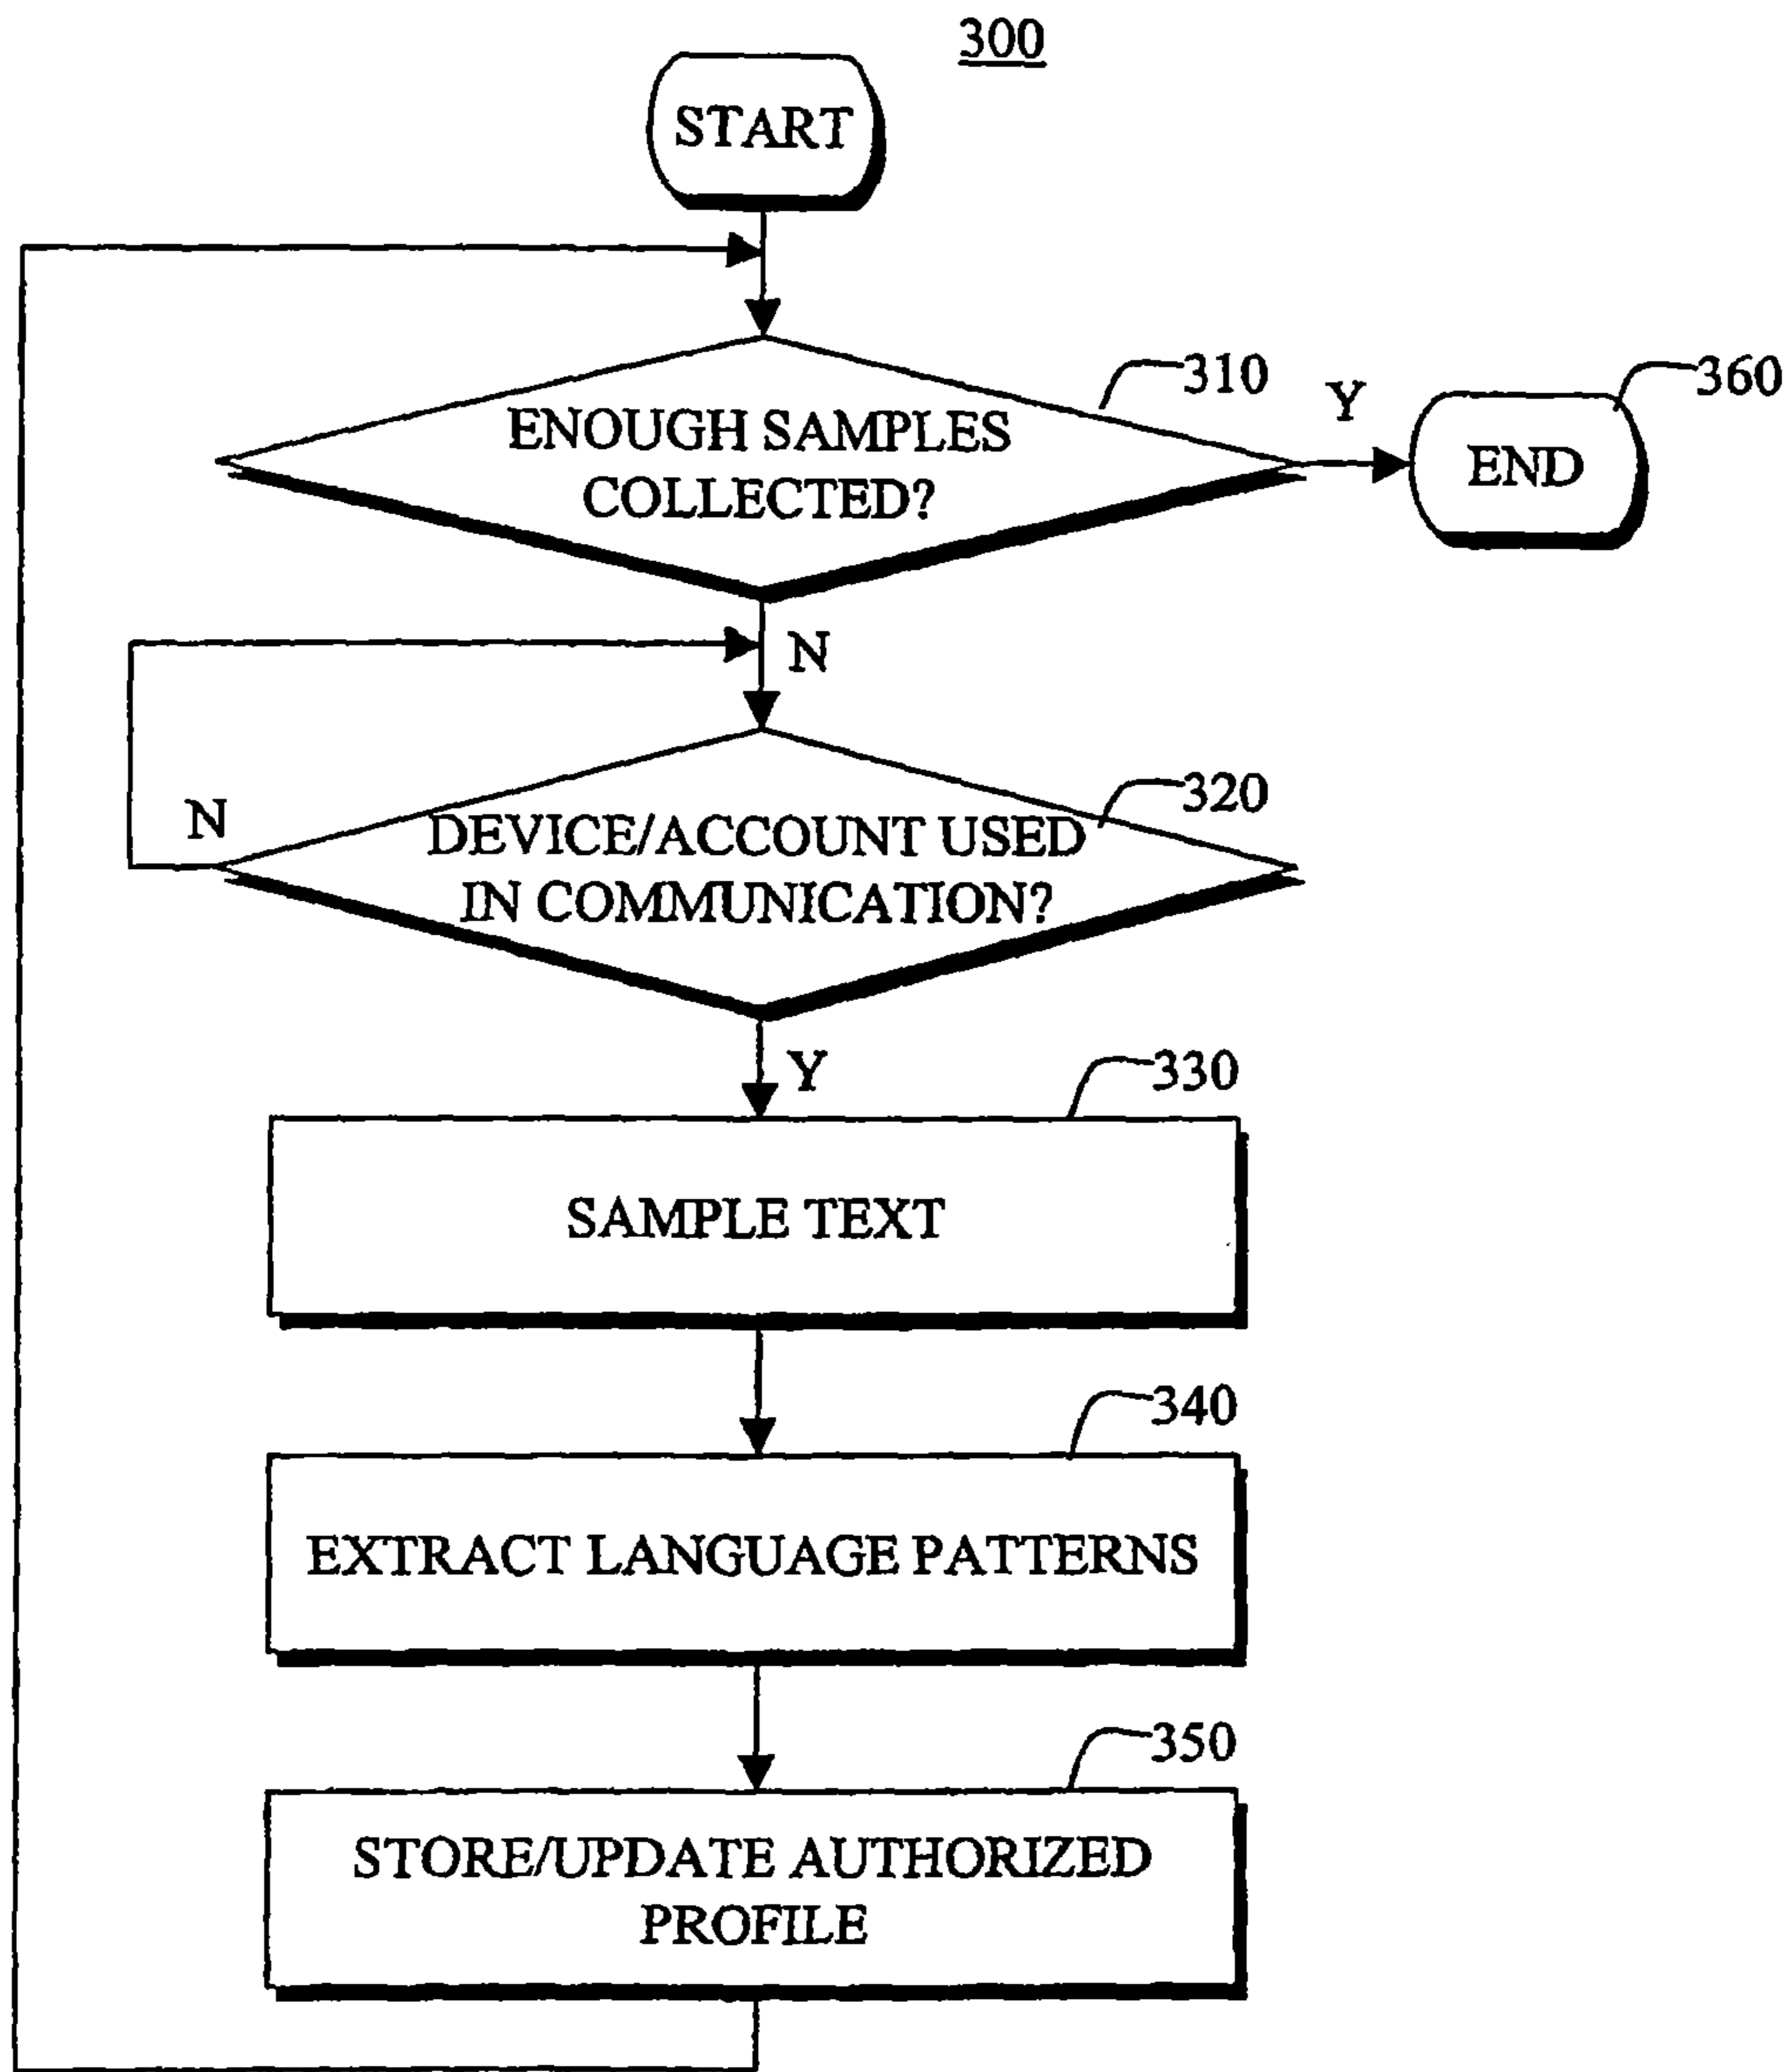 300
START
310
ENOUGH SAMPLES
COLLECTED?
Y
360
END
N
320
N
DEVICE/ACCOUNT USED
IN COMMUNICATION?
Y
330
SAMPLE TEXT
340
EXTRACT LANGUAGE PATTERNS
350
STORE/UPDATE AUTHORIZED
PROFILE